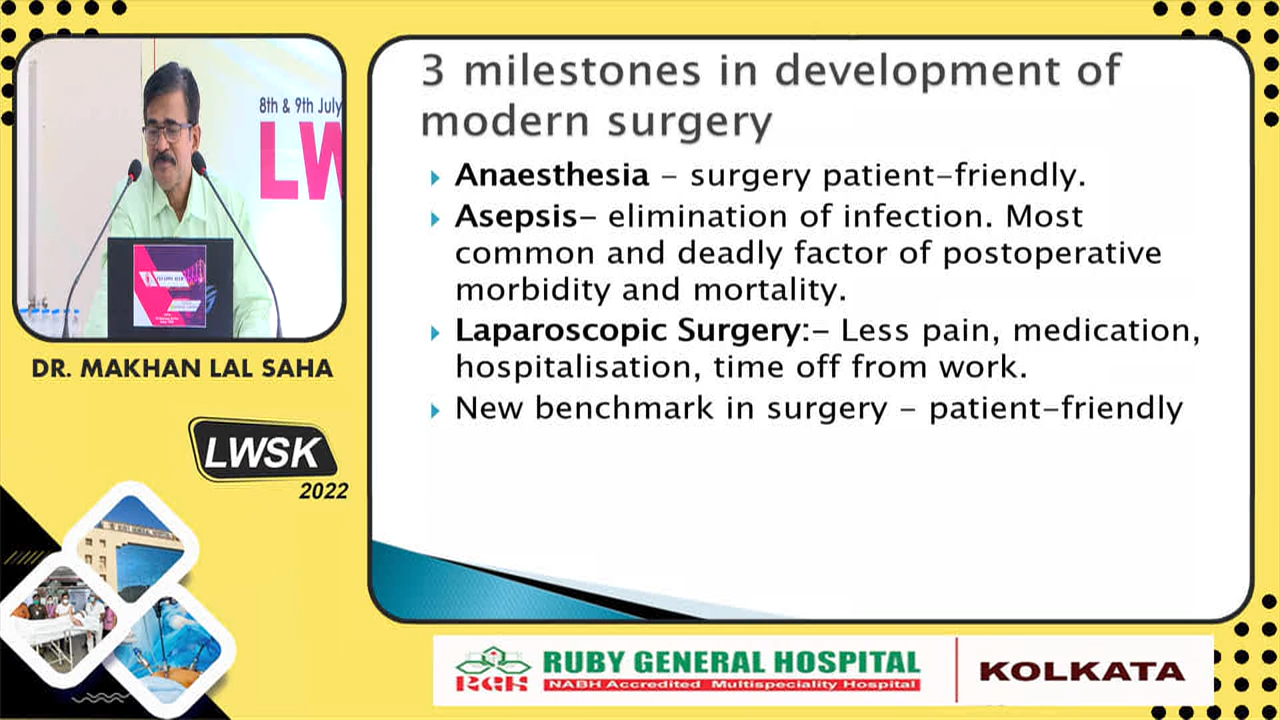 3 milestones in development of
modern surgery
Anaesthesia – surgery patient-friendly.
Asepsis– elimination of infection. Most
common and deadly factor of postoperative
morbidity and mortality.
Laparoscopic Surgery:– Less pain, medication,
hospitalisation, time off from work.
New benchmark in surgery – patient-friendly
8th & 9th July
LW
DR. MAKHAN LAL SAHA
LWSK
2022
RUBY GENERAL HOSPITAL
RGH
NABH Accredited Multispeciality Hospital
KOLKATA